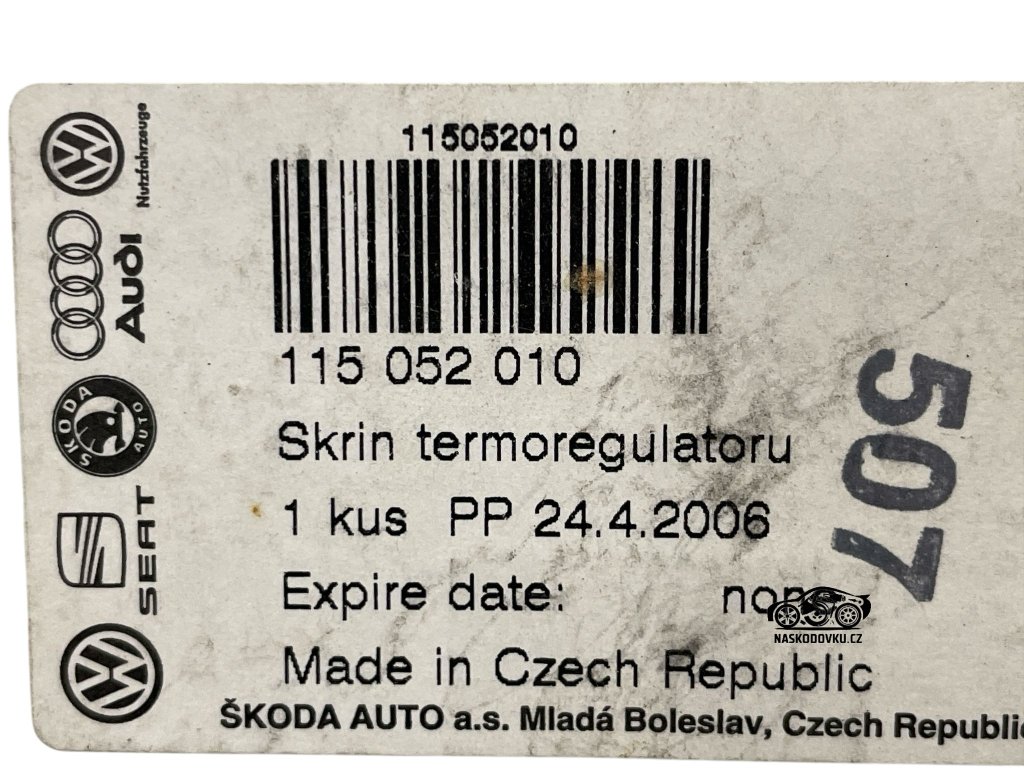 115052010
115 052 010
Skrin termoregulatoru
1 kus PP 24.4.2006
Expire date:
Made in Czech Republic
ŠKODA AUTO a.s. Mladá Boleslav, Czech
507
NASKODOVKU.CZ
Nutzfahrzeuge
Audi
ŠKODA
AUTO
SEAT